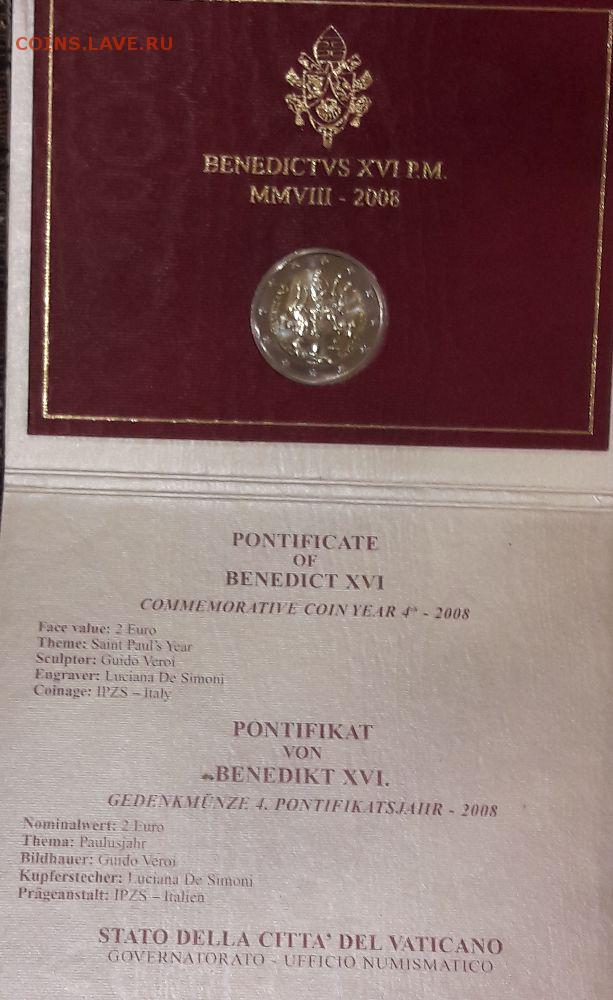 COINS.LAVE.RU
BENEDICTVS XVI P.M.
MMVIII - 2008
PONTIFICATE
OF
BENEDICT XVI
COMMEMORATIVE COIN YEAR 4th - 2008
Face value: 2 Euro
Theme: Saint Paul's Year
Sculptor: Guido Veroi
Engraver: Luciana De Simoni
Coinage: IPZS – Italy
PONTIFIKAT
VON
BENEDIKT XVI.
GEDENKMÜNZE 4. PONTIFIKATSJAHR - 2008
Nominalwert: 2 Euro
Thema: Paulusjahr
Bildhauer: Guido Veroi
Kupferstecher: Luciana De Simoni
Prägeanstalt: IPZS – Italien
STATO DELLA CITTA' DEL VATICANO
GOVERNATORATO - UFFICIO NUMISMATICO